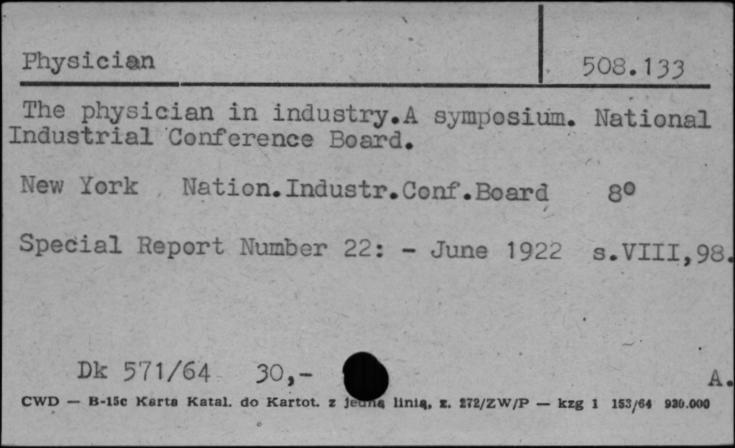 Physician 508.133
The physician in industry.A symposium. National
Industrial Conference Board.
New York Nation.Industr.Conf.Board 8°
Special Report Number 22: - June 1922 s.VIII,98.
Dk 571/64 30,- A.
CWD — B-15c Karta Katal. do Kartot. z jedną linią, z. 272/ZW/P — kzg 1 153/64 920.000